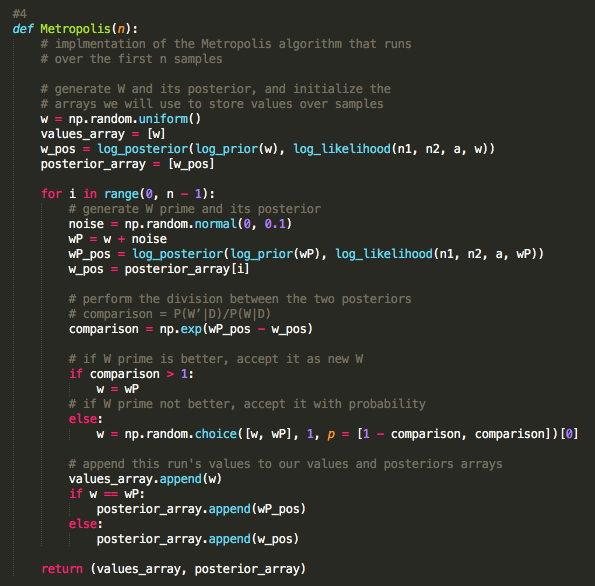 #4
def Metropolis(n):
# implmentation of the Metropolis algorithm that runs
# over the first n samples
# generate W and its posterior, and initialize the
# arrays we will use to store values over samples
w = np.random.uniform()
values_array = [w]
w_pos = log_posterior(log_prior(w), log_likelihood(n1, n2, a, w))
posterior_array = [w_pos]
for i in range(0, n - 1):
# generate W prime and its posterior
noise = np.random.normal(0, 0.1)
wP = w + noise
wP_pos = log_posterior(log_prior(wP), log_likelihood(n1, n2, a, wP))
w_pos = posterior_array[i]
# perform the division between the two posteriors
# comparison = P(W’|D)/P(W|D)
comparison = np.exp(wP_pos - w_pos)
# if W prime is better, accept it as new W
if comparison > 1:
w = wP
# if W prime not better, accept it with probability
else:
w = np.random.choice([w, wP], 1, p = [1 - comparison, comparison])[0]
# append this run's values to our values and posteriors arrays
values_array.append(w)
if w == wP:
posterior_array.append(wP_pos)
else:
posterior_array.append(w_pos)
return (values_array, posterior_array)